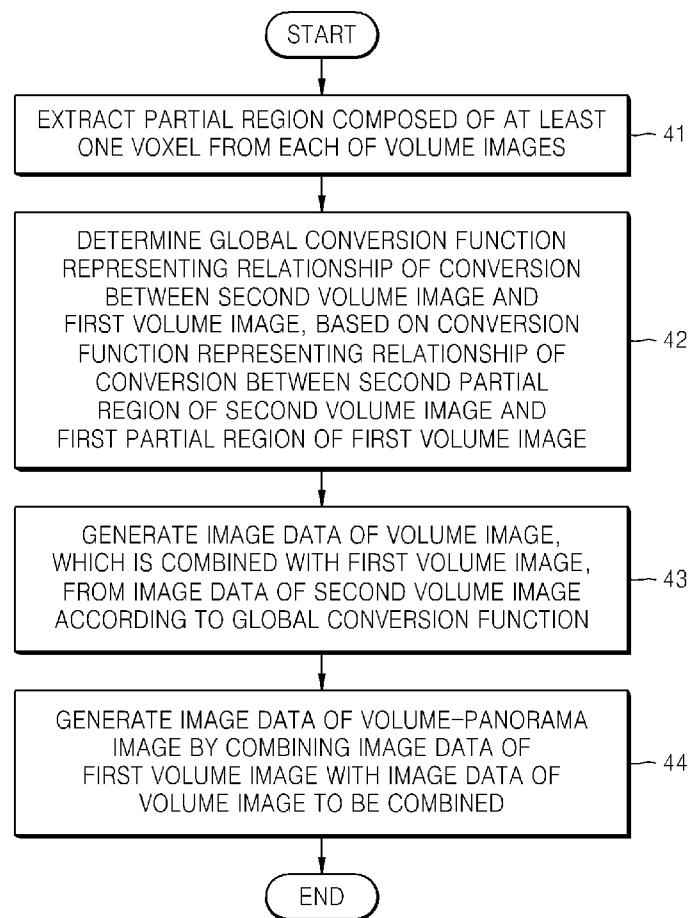 START
EXTRACT PARTIAL REGION COMPOSED OF AT LEAST
ONE VOXEL FROM EACH OF VOLUME IMAGES
41
DETERMINE GLOBAL CONVERSION FUNCTION
REPRESENTING RELATIONSHIP OF CONVERSION
BETWEEN SECOND VOLUME IMAGE AND
FIRST VOLUME IMAGE, BASED ON CONVERSION
FUNCTION REPRESENTING RELATIONSHIP OF
CONVERSION BETWEEN SECOND PARTIAL
REGION OF SECOND VOLUME IMAGE AND
FIRST PARTIAL REGION OF FIRST VOLUME IMAGE
42
GENERATE IMAGE DATA OF VOLUME IMAGE,
WHICH IS COMBINED WITH FIRST VOLUME IMAGE,
FROM IMAGE DATA OF SECOND VOLUME IMAGE
ACCORDING TO GLOBAL CONVERSION FUNCTION
43
GENERATE IMAGE DATA OF VOLUME-PANORAMA
IMAGE BY COMBINING IMAGE DATA OF
FIRST VOLUME IMAGE WITH IMAGE DATA OF
VOLUME IMAGE TO BE COMBINED
44
END